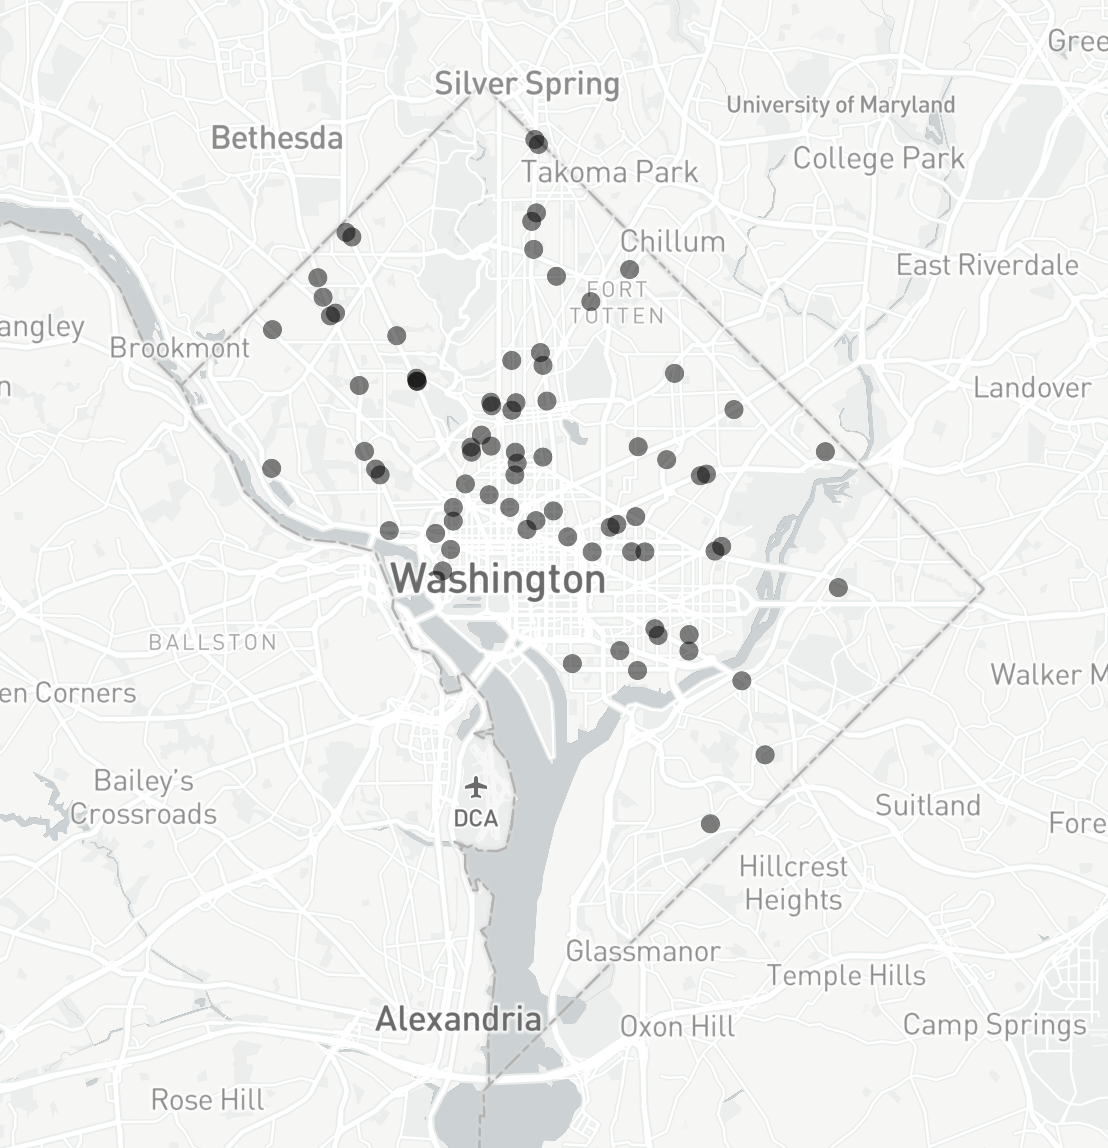 Gree
Silver Spring
University of Maryland
Bethesda
College Park
Takoma Park
Chillum
East Riverdale
FORT
TOTTEN
angley
Brookmont
n
Landover
Washington
BALLSTON
Walker M
en Corners
Bailey's
Crossroads
DCA
Suitland
Fore
Hillcrest
Heights
Glassmanor
Temple Hills
Alexandria
Oxon Hill
Camp Springs
Rose Hill